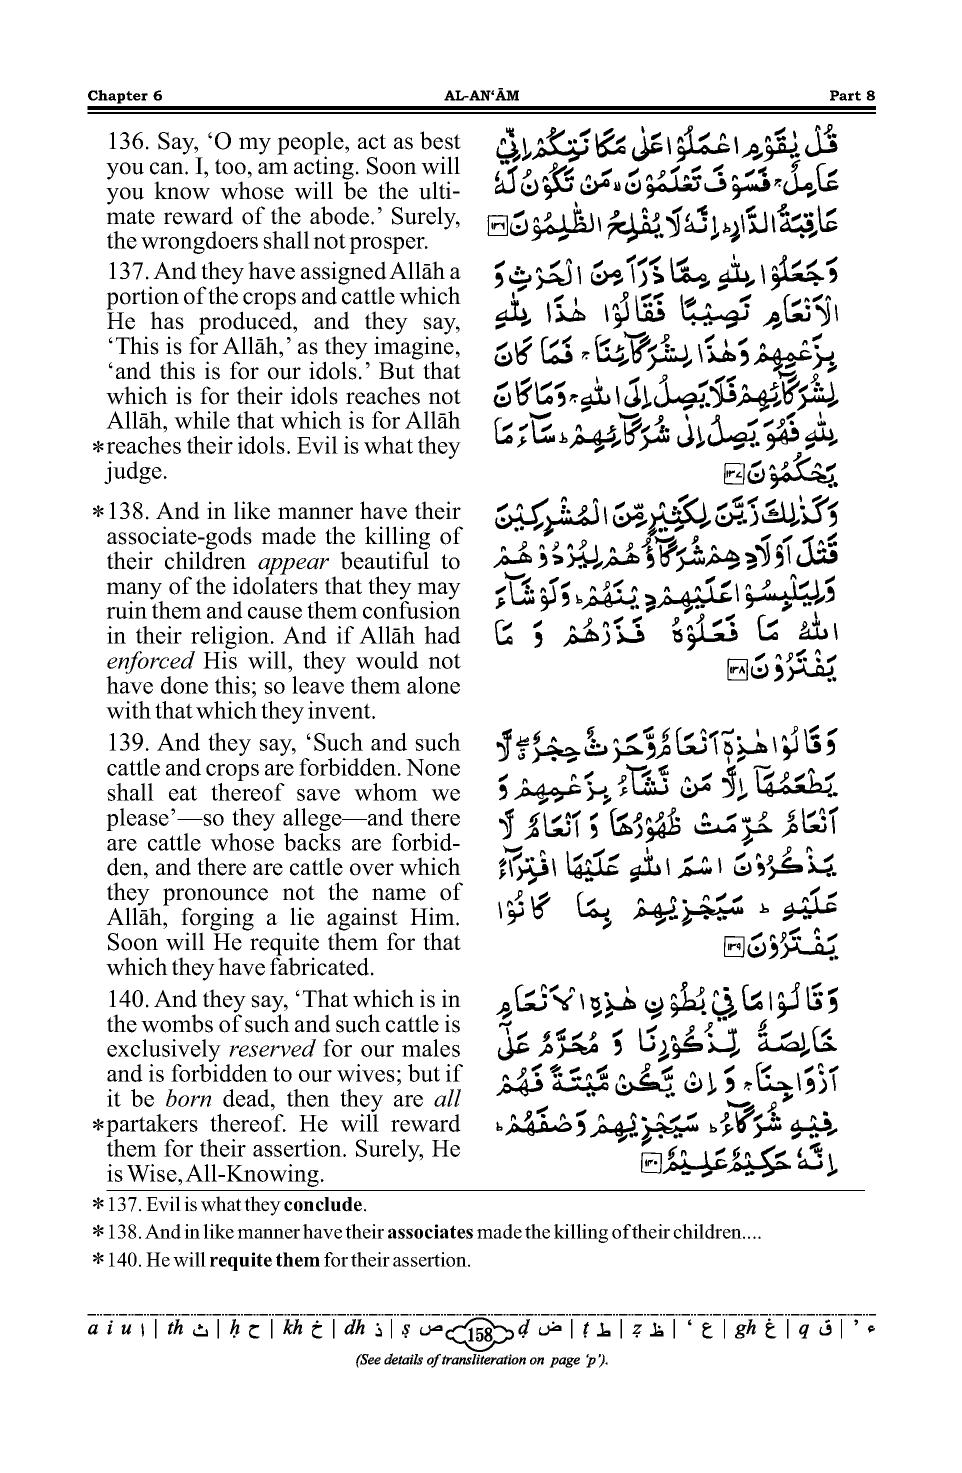 Chapter 6 AL-AN‘ĀM Part 8
136. Say, ‘O my people, act as best
you can. I, too, am acting. Soon will
you know whose will be the ulti-
mate reward of the abode.’ Surely,
the wrongdoers shall not prosper.
137. And they have assigned Allāh a
portion of the crops and cattle which
He has produced, and they say,
‘This is for Allāh,’ as they imagine,
‘and this is for our idols.’ But that
which is for their idols reaches not
Allāh, while that which is for Allāh
*reaches their idols. Evil is what they
judge.
*138. And in like manner have their
associate-gods made the killing of
their children appear beautiful to
many of the idolaters that they may
ruin them and cause them confusion
in their religion. And if Allāh had
enforced His will, they would not
have done this; so leave them alone
with that which they invent.
139. And they say, ‘Such and such
cattle and crops are forbidden. None
shall eat thereof save whom we
please’—so they allege—and there
are cattle whose backs are forbid-
den, and there are cattle over which
they pronounce not the name of
Allāh, forging a lie against Him.
Soon will He requite them for that
which they have fabricated.
140. And they say, ‘That which is in
the wombs of such and such cattle is
exclusively reserved for our males
and is forbidden to our wives; but if
it be born dead, then they are all
*partakers thereof. He will reward
them for their assertion. Surely, He
is Wise, All-Knowing.
قُلْ يٰقَوْمِ اعْمَلُوْا عَلٰى مَكَانَتِكُمْ اِنِّيْ
عَامِلٌ ۚ فَسَوْفَ تَعْلَمُوْنَ ۙ مَنْ تَكُوْنُ لَهٗ
عَاقِبَةُ الدَّارِ ؕ اِنَّهٗ لَا يُفْلِحُ الظّٰلِمُوْنَ ۱۳۶
وَجَعَلُوْا لِلّٰهِ مِمَّا ذَرَاَ مِنَ الْحَرْثِ وَ
الْاَنْعَامِ نَصِيْبًا فَقَالُوْا هٰذَا لِلّٰهِ
بِزَعْمِهِمْ وَهٰذَا لِشُرَكَآئِنَا ۚ فَمَا كَانَ
لِشُرَكَآئِهِمْ فَلَا يَصِلُ اِلَى اللّٰهِ ۚ وَمَا كَانَ
لِلّٰهِ فَهُوَ يَصِلُ اِلٰى شُرَكَآئِهِمْ ؕ سَآءَ مَا
يَحْكُمُوْنَ ۱۳۷
وَكَذٰلِكَ زَيَّنَ لِكَثِيْرٍ مِّنَ الْمُشْرِكِيْنَ
قَتْلَ اَوْلَادِهِمْ شُرَكَآؤُهُمْ لِيُرْدُوْهُمْ
وَلِيَلْبِسُوْا عَلَيْهِمْ دِيْنَهُمْ ؕ وَلَوْ شَآءَ
اللّٰهُ مَا فَعَلُوْهُ فَذَرْهُمْ وَ مَا
يَفْتَرُوْنَ ۱۳۸
وَقَالُوْا هٰذِهٖۤ اَنْعَامٌ وَّحَرْثٌ حِجْرٌ ۖ لَّا
يَطْعَمُهَاۤ اِلَّا مَنْ نَّشَآءُ بِزَعْمِهِمْ وَ
اَنْعَامٌ حُرِّمَتْ ظُهُوْرُهَا وَ اَنْعَامٌ لَّا
يَذْكُرُوْنَ اسْمَ اللّٰهِ عَلَيْهَا افْتِرَآءً
عَلَيْهِ ؕ سَيَجْزِيْهِمْ بِمَا كَانُوْا
يَفْتَرُوْنَ ۱۳۹
وَقَالُوْا مَا فِيْ بُطُوْنِ هٰذِهِ الْاَنْعَامِ
خَالِصَةٌ لِّذُكُوْرِنَا وَ مُحَرَّمٌ عَلٰۤى
اَزْوَاجِنَا ۚ وَ اِنْ يَّكُنْ مَّيْتَةً فَهُمْ
فِيْهِ شُرَكَآءُ ؕ سَيَجْزِيْهِمْ وَصْفَهُمْ ؕ
اِنَّهٗ حَكِيْمٌ عَلِيْمٌ ۱۴۰
*137. Evil is what they conclude.
*138. And in like manner have their associates made the killing of their children....
*140. He will requite them for their assertion.
a i u ا | th ث | ḥ ح | kh خ | dh ذ | ṣ ص 158 ḍ ض | ṭ ط | ẓ ظ | ‘ ع | gh غ | q ق | ’ ء
(See details of transliteration on page ‘p’).